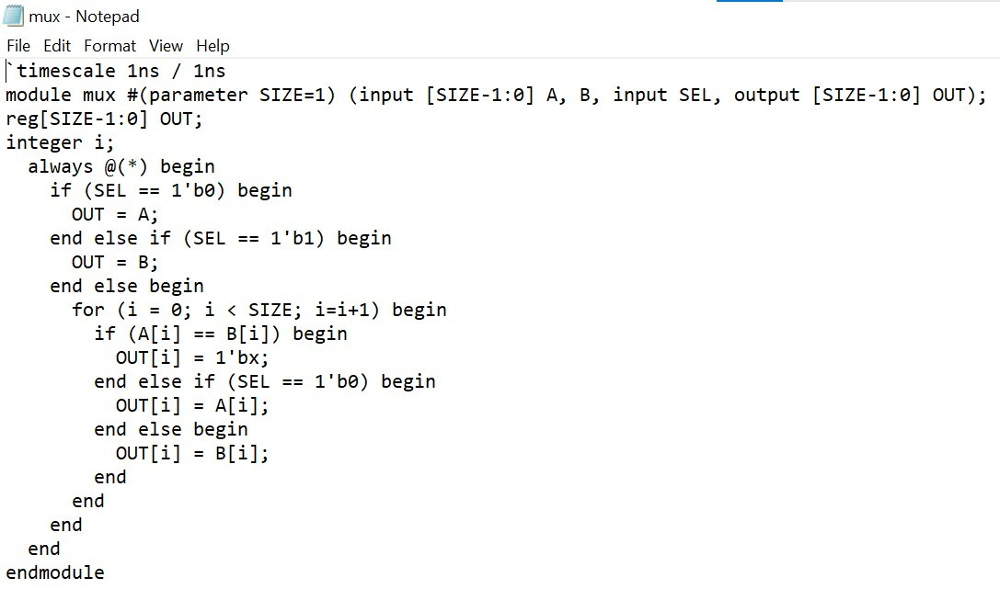 mux - Notepad
File Edit Format View Help
`timescale 1ns / 1ns
module mux #(parameter SIZE=1) (input [SIZE-1:0] A, B, input SEL, output [SIZE-1:0] OUT);
reg[SIZE-1:0] OUT;
integer i;
  always @(*) begin
    if (SEL == 1'b0) begin
      OUT = A;
    end else if (SEL == 1'b1) begin
      OUT = B;
    end else begin
      for (i = 0; i < SIZE; i=i+1) begin
        if (A[i] == B[i]) begin
          OUT[i] = 1'bx;
        end else if (SEL == 1'b0) begin
          OUT[i] = A[i];
        end else begin
          OUT[i] = B[i];
        end
      end
    end
  end
endmodule